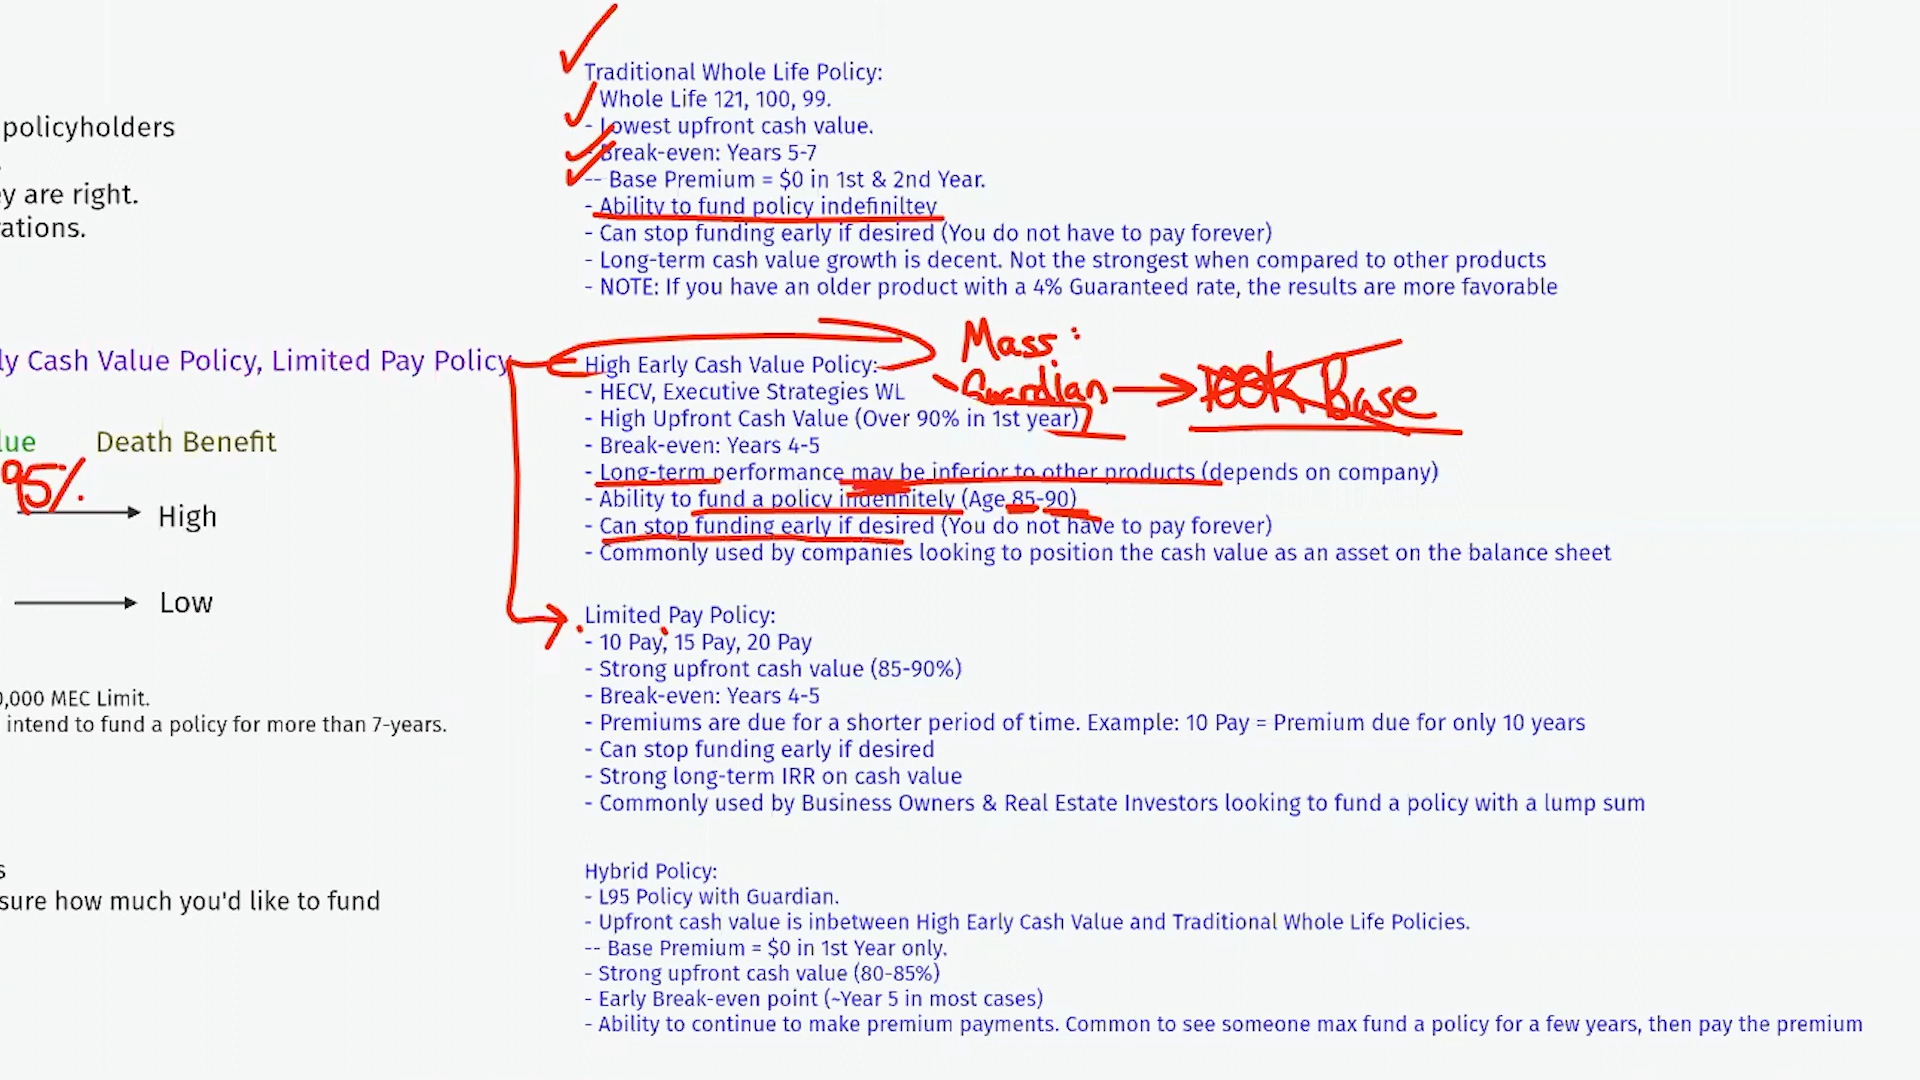 policyholders
ey are right.
rations.
ly Cash Value Policy, Limited Pay Policy
lue Death Benefit
95%
High
Low
0,000 MEC Limit.
intend to fund a policy for more than 7-years.
s
sure how much you'd like to fund
Traditional Whole Life Policy:
- Whole Life 121, 100, 99.
- Lowest upfront cash value.
- Break-even: Years 5-7
-- Base Premium = $0 in 1st & 2nd Year.
- Ability to fund policy indefiniltey
- Can stop funding early if desired (You do not have to pay forever)
- Long-term cash value growth is decent. Not the strongest when compared to other products
- NOTE: If you have an older product with a 4% Guaranteed rate, the results are more favorable
Mass:
Guardian 100K Base
High Early Cash Value Policy:
- HECV, Executive Strategies WL
- High Upfront Cash Value (Over 90% in 1st year)
- Break-even: Years 4-5
- Long-term performance may be inferior to other products (depends on company)
- Ability to fund a policy indefinitely (Age 85-90)
- Can stop funding early if desired (You do not have to pay forever)
- Commonly used by companies looking to position the cash value as an asset on the balance sheet
Limited Pay Policy:
- 10 Pay, 15 Pay, 20 Pay
- Strong upfront cash value (85-90%)
- Break-even: Years 4-5
- Premiums are due for a shorter period of time. Example: 10 Pay = Premium due for only 10 years
- Can stop funding early if desired
- Strong long-term IRR on cash value
- Commonly used by Business Owners & Real Estate Investors looking to fund a policy with a lump sum
Hybrid Policy:
- L95 Policy with Guardian.
- Upfront cash value is inbetween High Early Cash Value and Traditional Whole Life Policies.
-- Base Premium = $0 in 1st Year only.
- Strong upfront cash value (80-85%)
- Early Break-even point (~Year 5 in most cases)
- Ability to continue to make premium payments. Common to see someone max fund a policy for a few years, then pay the premium